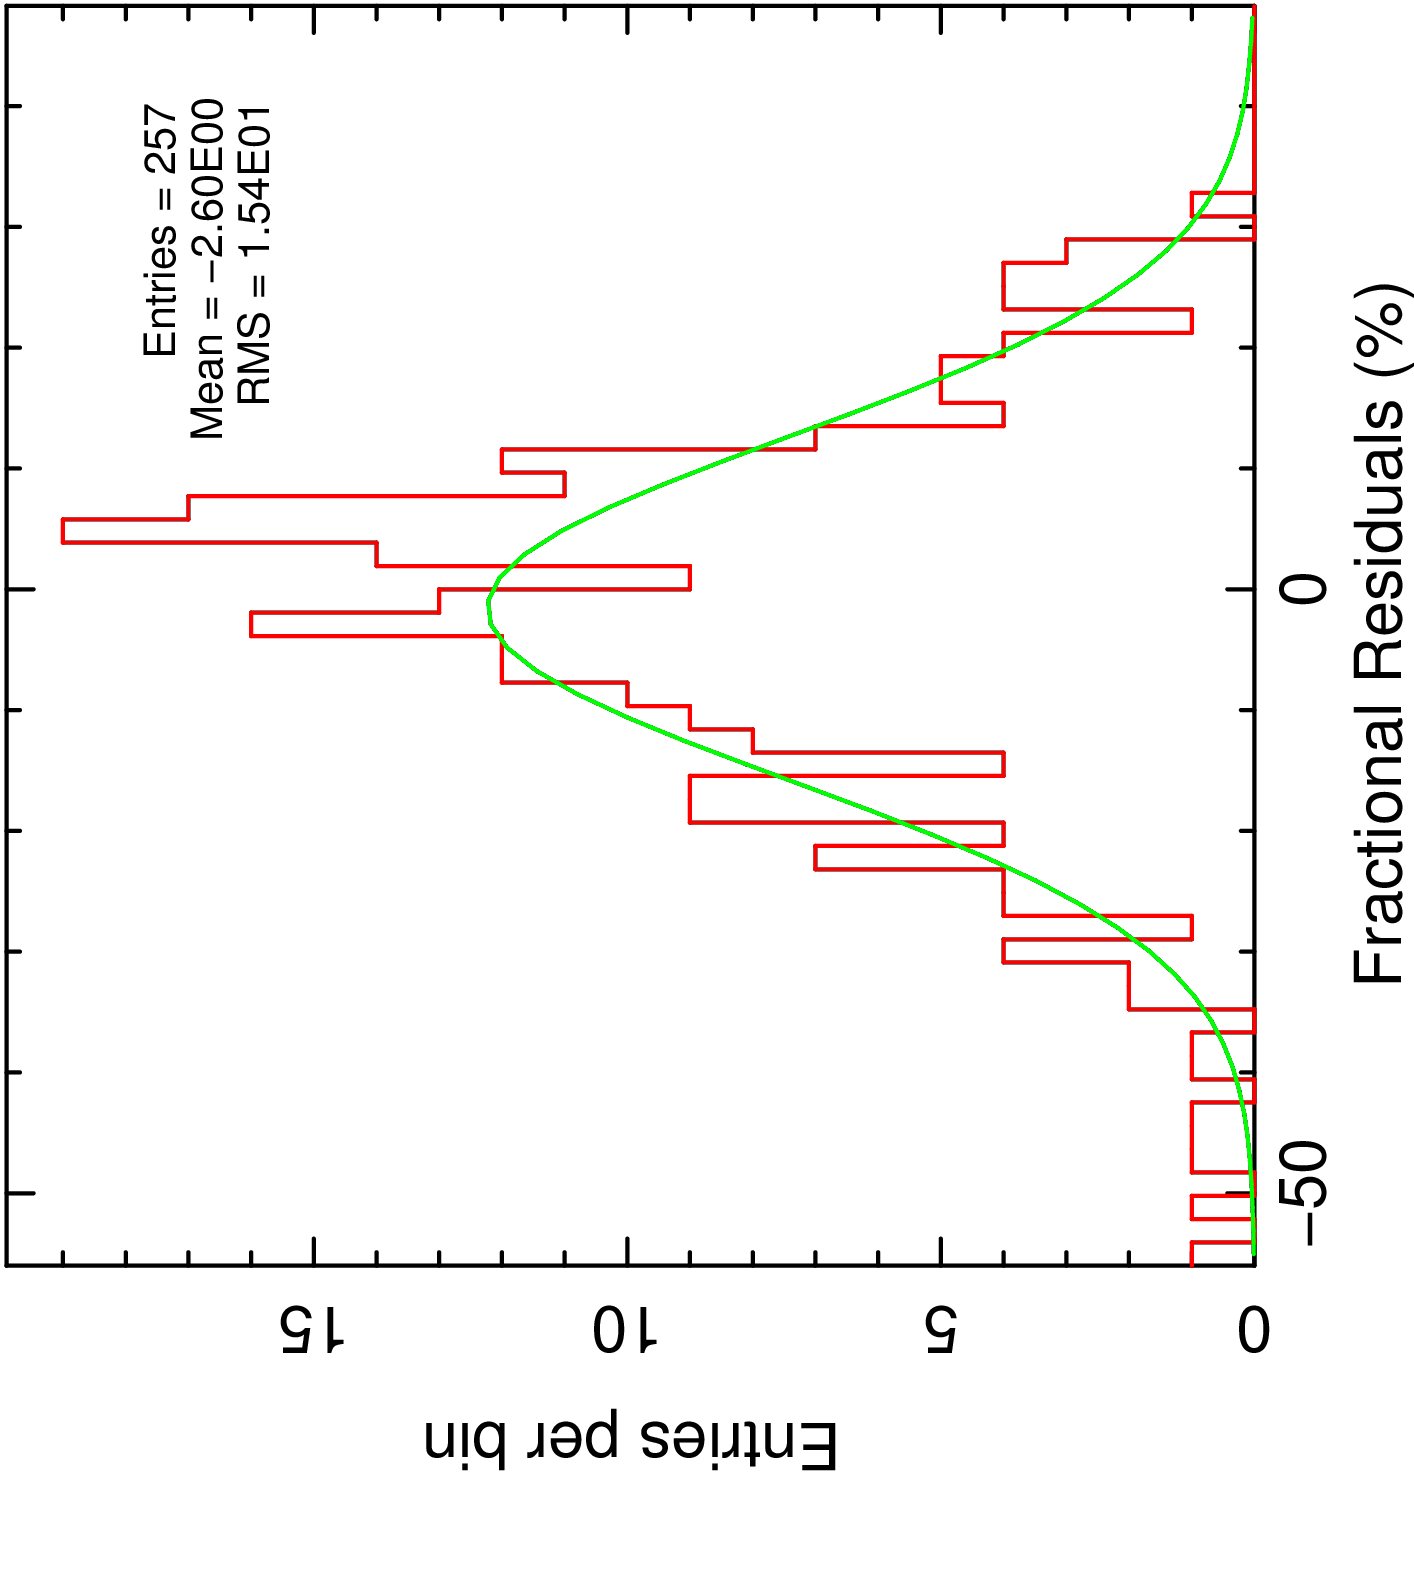 Entries = 257
Mean = −2.60E00
RMS = 1.54E01
0
5
10
15
Entries per bin
−50
0
Fractional Residuals (%)